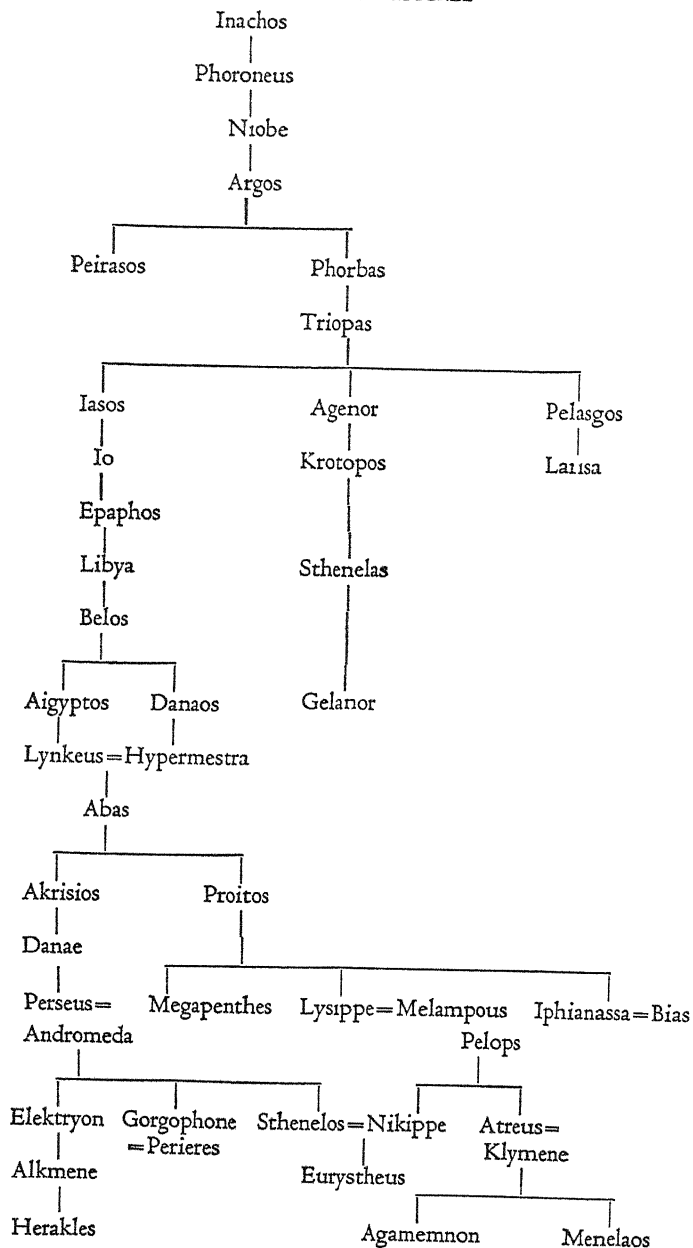 Inachos
Phoroneus
Niobe
Argos
Peirasos Phorbas
Triopas
Iasos Agenor Pelasgos
Io Krotopos Larisa
Epaphos
Libya Sthenelas
Belos
Aigyptos Danaos Gelanor
Lynkeus=Hypermestra
Abas
Akrisios Proitos
Danae
Perseus= Megapenthes Lysippe=Melampous Iphianassa=Bias
Andromeda Pelops
Elektryon Gorgophone Sthenelos=Nikippe Atreus=
=Perieres Klymene
Alkmene Eurystheus
Herakles Agamemnon Menelaos